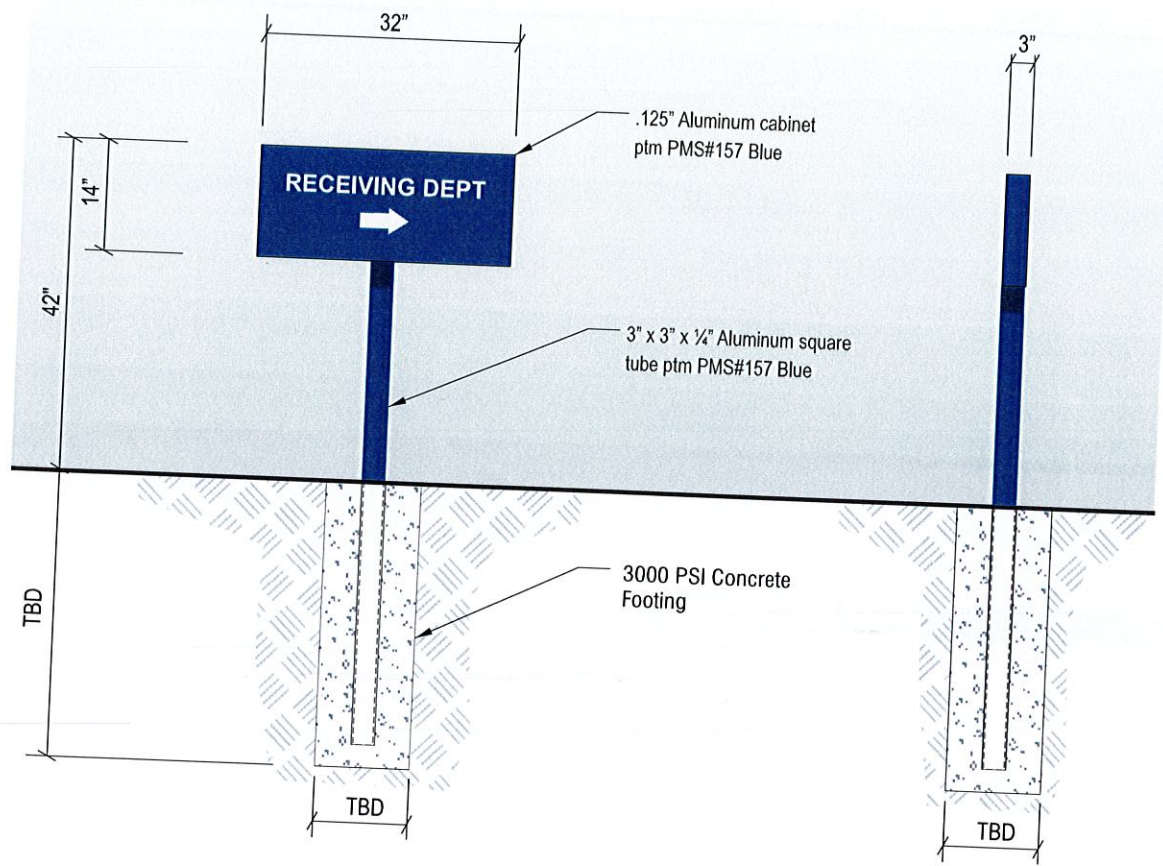 32"
3"
.125" Aluminum cabinet
ptm PMS#157 Blue
14"
RECEIVING DEPT
42"
3" x 3" x ¼" Aluminum square
tube ptm PMS#157 Blue
3000 PSI Concrete
Footing
TBD
TBD
TBD